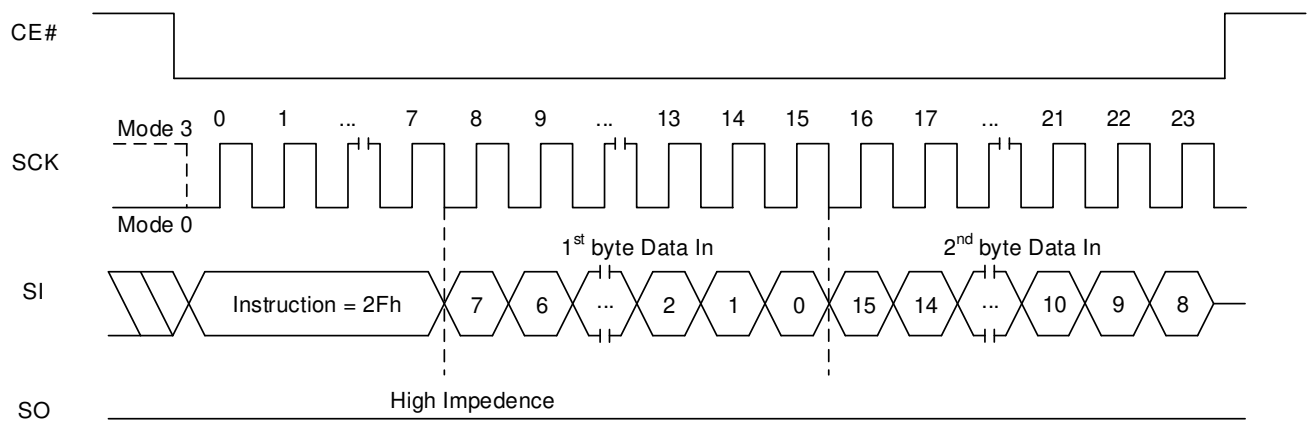 CE#
Mode 3 0 1 ... 7 8 9 ... 13 14 15 16 17 ... 21 22 23
SCK
Mode 0
1st byte Data In 2nd byte Data In
SI Instruction = 2Fh 7 6 ... 2 1 0 15 14 ... 10 9 8
High Impedence
SO